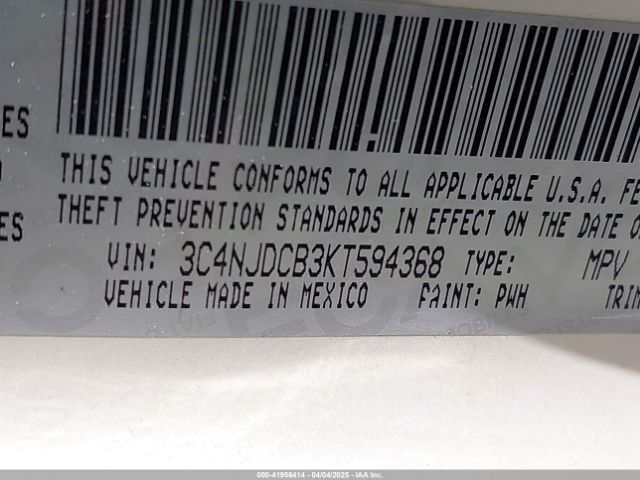 ES
THIS VEHICLE CONFORMS TO ALL APPLICABLE U.S.A. FE
THEFT PREVENTION STANDARDS IN EFFECT ON THE DATE O
ES
VIN: 3C4NJDCB3KT594368 TYPE: MPV
VEHICLE MADE IN MEXICO PAINT: PWH TRIM
000-41956414 - 04/04/2025 - IAA Inc.